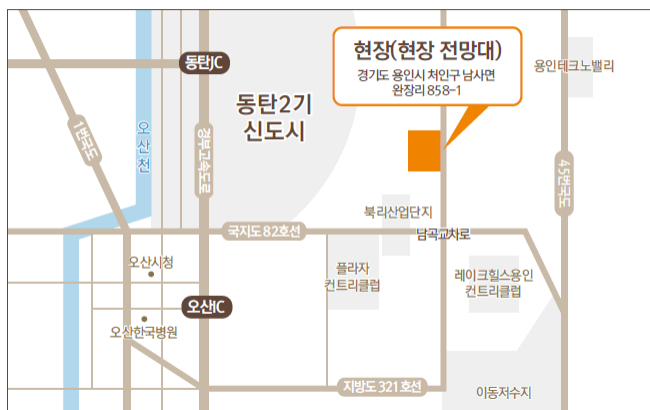 현장(현장 전망대)
경기도 용인시 처인구 남사면
완장리 858-1
용인테크노밸리
동탄JC
동탄2기
신도시
1번국도
오산천
경부고속도로
45번국도
북리산업단지
국지도 82호선
남곡교차로
오산시청
플라자
컨트리클럽
레이크힐스용인
컨트리클럽
오산IC
오산한국병원
지방도 321호선
이동저수지